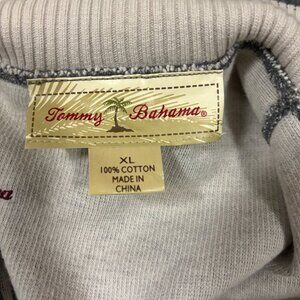 Tommy Bahama®
XL
100% COTTON
MADE IN
CHINA